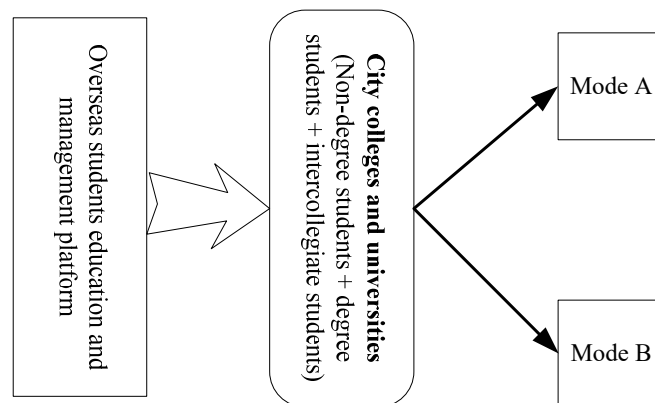 Overseas students education and
management platform
City colleges and universities
(Non-degree students + degree
students + intercollegiate students)
Mode A
Mode B